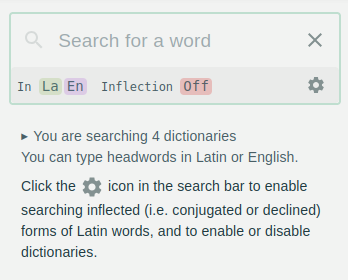 Search for a word
In La En Inflection Off
▸ You are searching 4 dictionaries
You can type headwords in Latin or English.
Click the icon in the search bar to enable
searching inflected (i.e. conjugated or declined)
forms of Latin words, and to enable or disable
dictionaries.